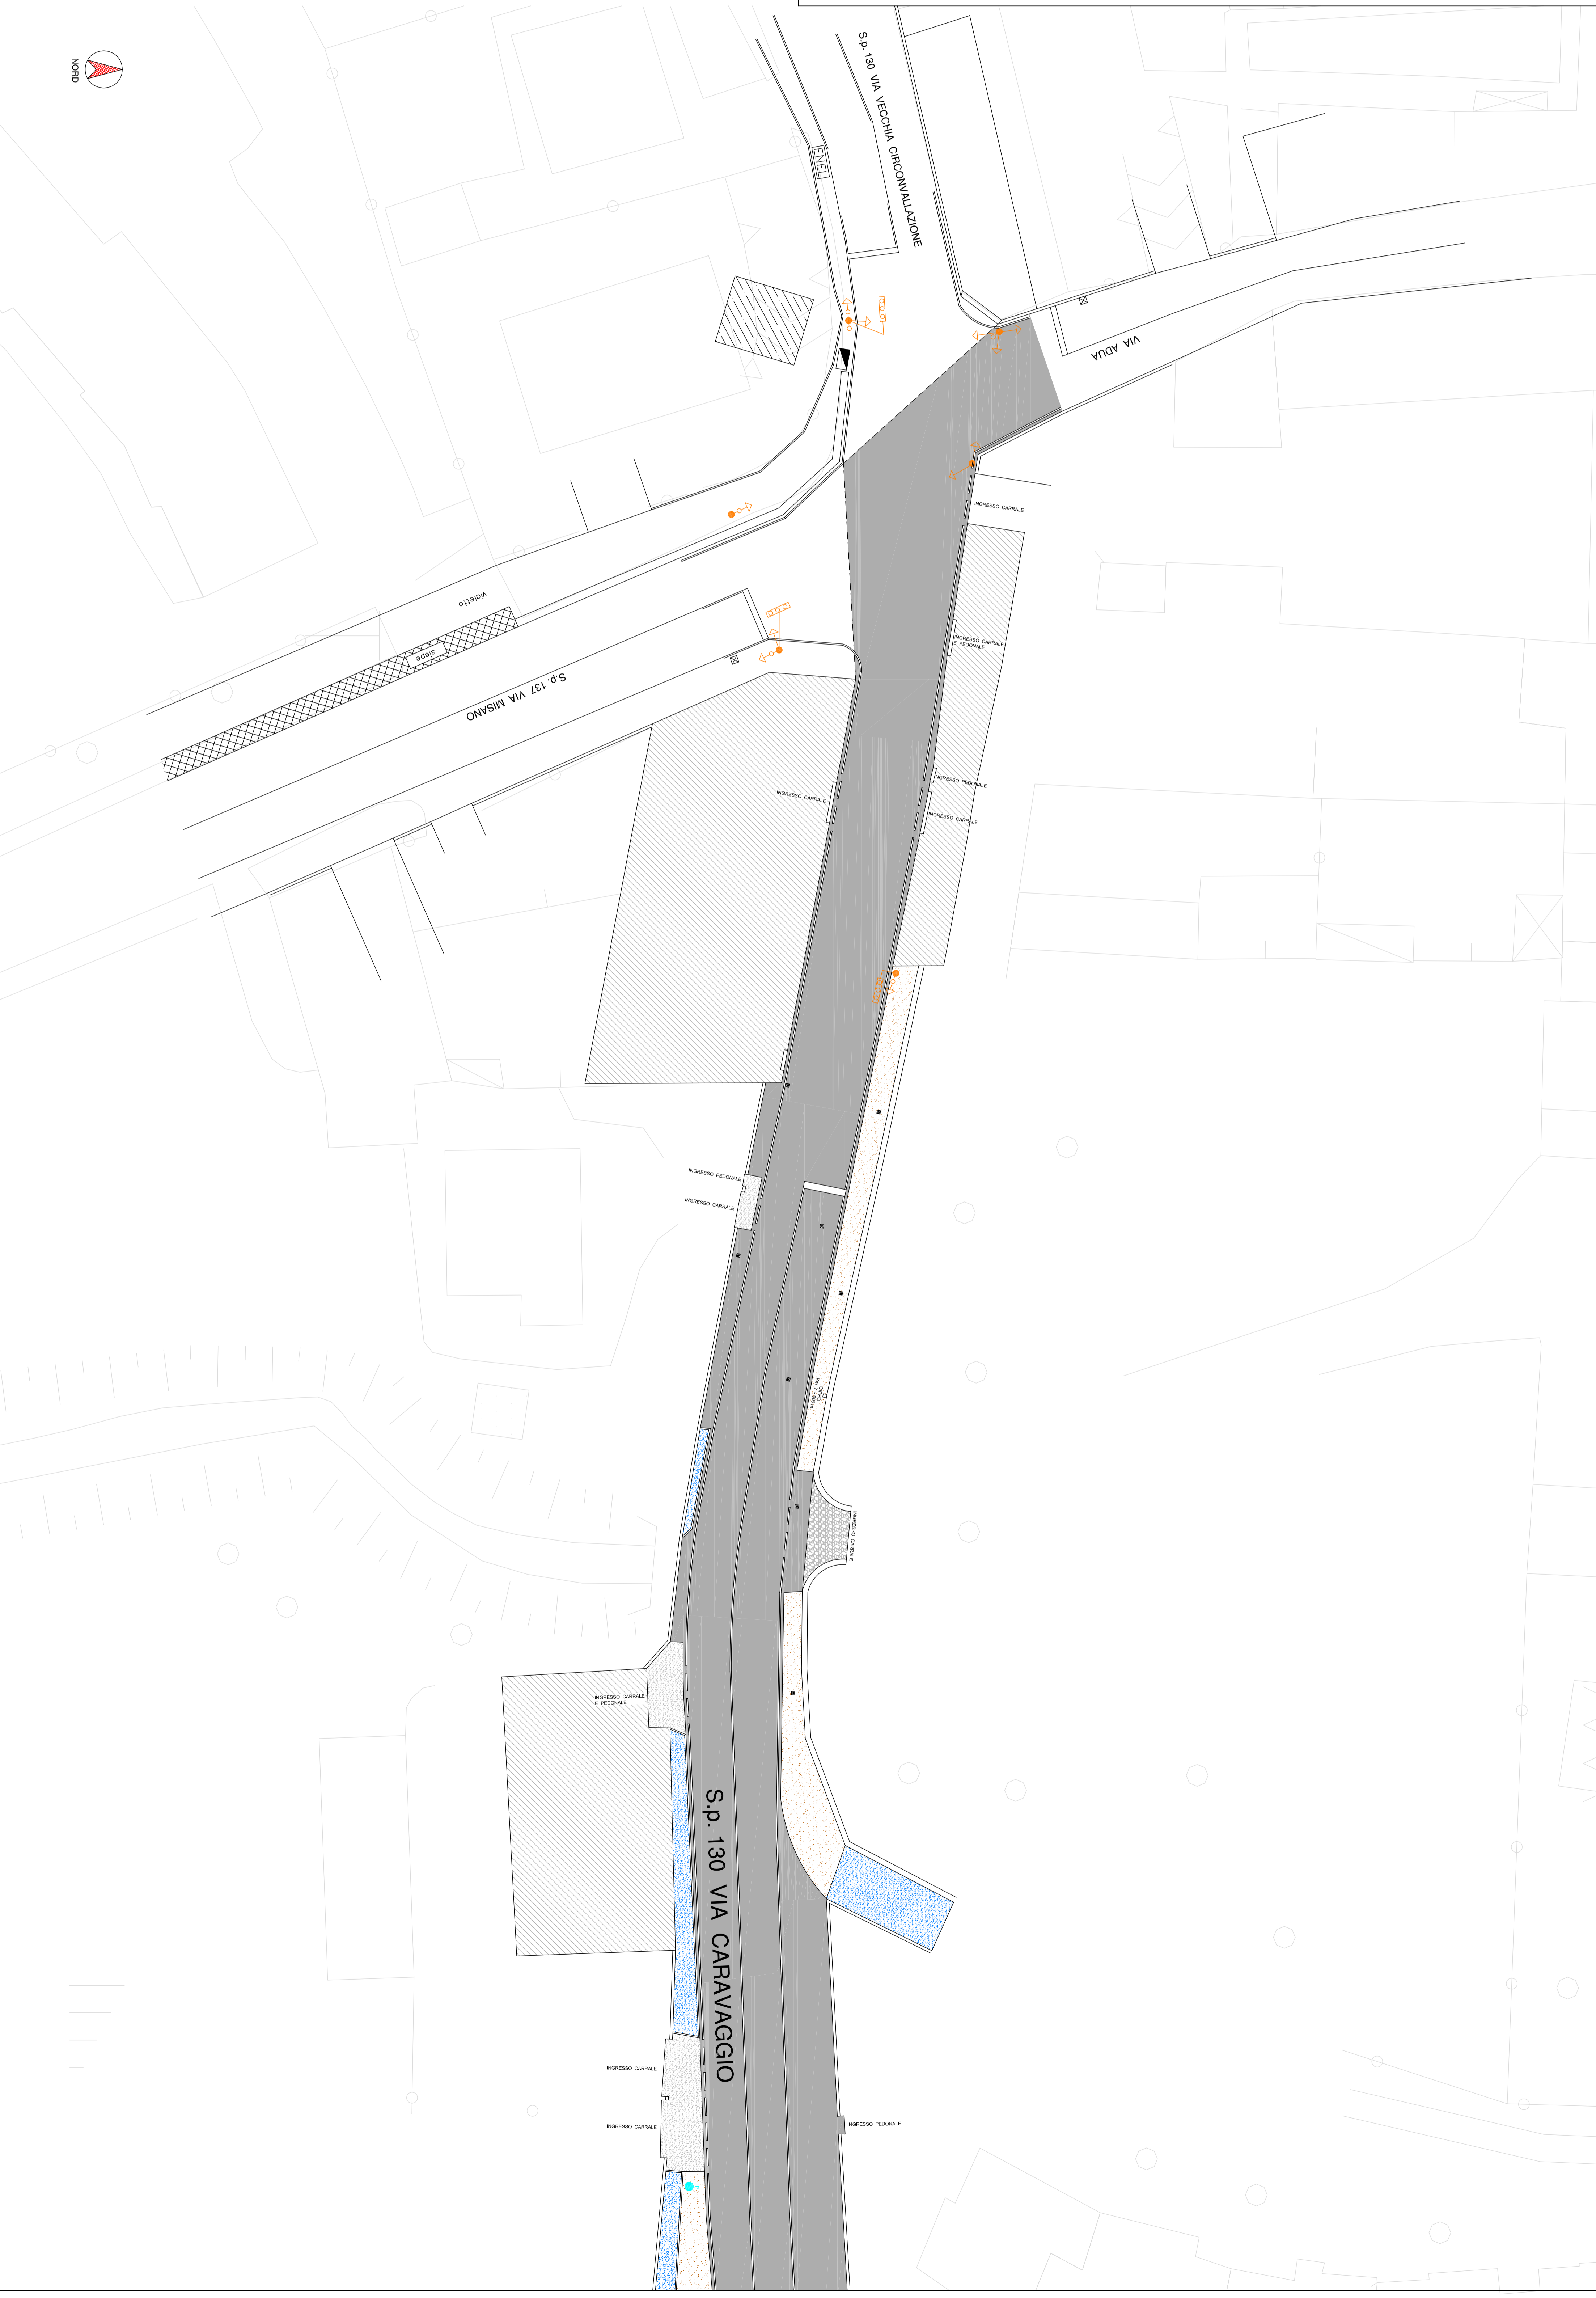 NORD
S.p. 130 VIA VECCHIA CIRCONVALLAZIONE
ENEL
VIA ADUA
INGRESSO CARRALE
vialetto
siepe
S.p. 137 VIA MISANO
INGRESSO CARRALE
E PEDONALE
INGRESSO PEDONALE
INGRESSO CARRALE
INGRESSO CARRALE
INGRESSO PEDONALE
INGRESSO CARRALE
CIPPO
INGRESSO CARRALE
INGRESSO CARRALE
E PEDONALE
S.p. 130 VIA CARAVAGGIO
INGRESSO CARRALE
INGRESSO CARRALE
INGRESSO PEDONALE